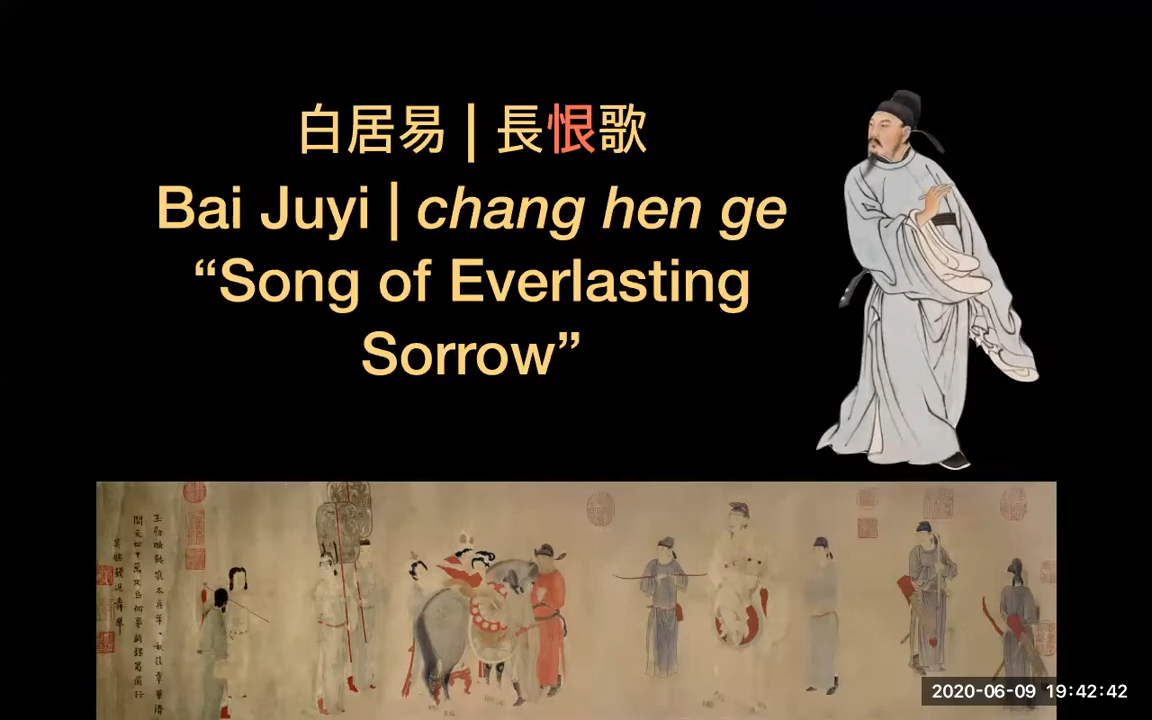 白居易 | 長恨歌
Bai Juyi | chang hen ge
“Song of Everlasting
Sorrow”
2020-06-09 19:42:42